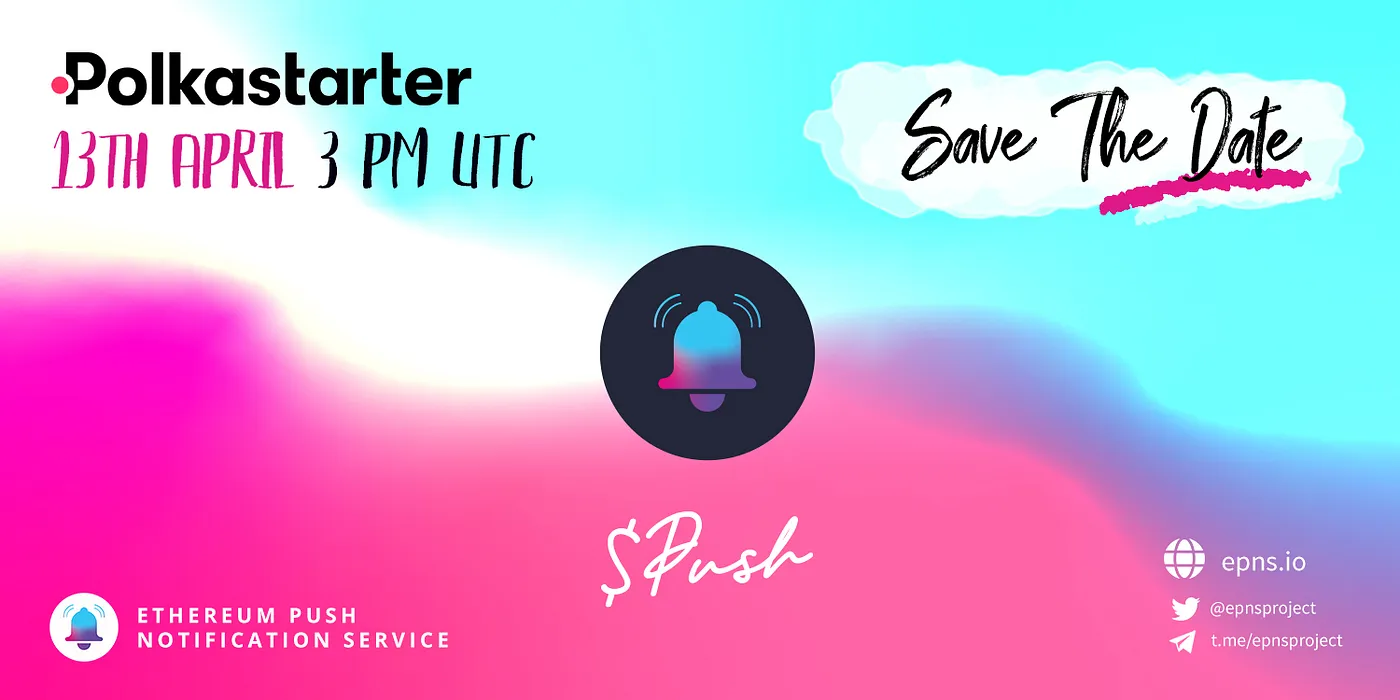 Polkastarter
13TH APRIL 3 PM UTC
Save The Date
$Push
ETHEREUM PUSH
NOTIFICATION SERVICE
epns.io
@epnsproject
t.me/epnsproject